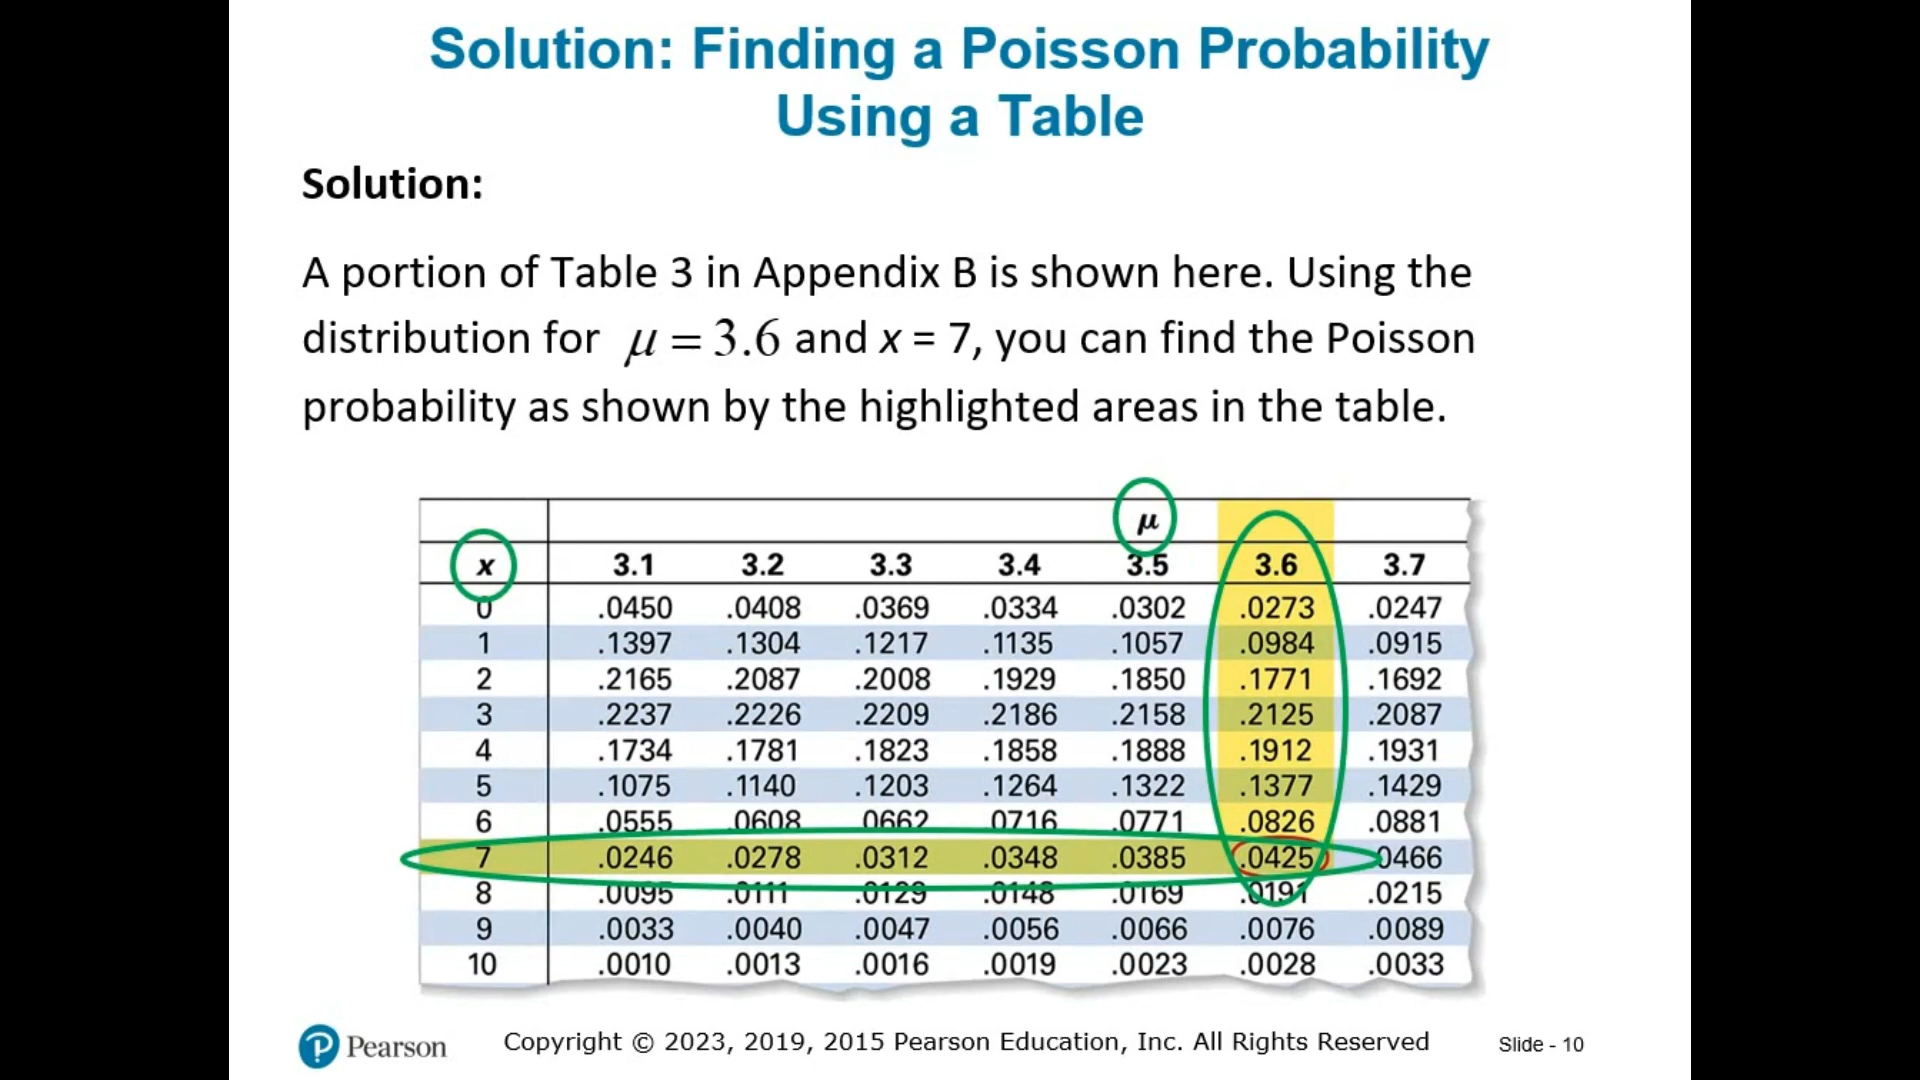 Solution: Finding a Poisson Probability
Using a Table
Solution:
A portion of Table 3 in Appendix B is shown here. Using the
distribution for μ = 3.6 and x = 7, you can find the Poisson
probability as shown by the highlighted areas in the table.
μ
x 3.1 3.2 3.3 3.4 3.5 3.6 3.7
0 .0450 .0408 .0369 .0334 .0302 .0273 .0247
1 .1397 .1304 .1217 .1135 .1057 .0984 .0915
2 .2165 .2087 .2008 .1929 .1850 .1771 .1692
3 .2237 .2226 .2209 .2186 .2158 .2125 .2087
4 .1734 .1781 .1823 .1858 .1888 .1912 .1931
5 .1075 .1140 .1203 .1264 .1322 .1377 .1429
6 .0555 .0608 .0662 .0716 .0771 .0826 .0881
7 .0246 .0278 .0312 .0348 .0385 .0425 .0466
8 .0095 .0111 .0129 .0148 .0169 .0191 .0215
9 .0033 .0040 .0047 .0056 .0066 .0076 .0089
10 .0010 .0013 .0016 .0019 .0023 .0028 .0033
P Pearson Copyright © 2023, 2019, 2015 Pearson Education, Inc. All Rights Reserved Slide - 10